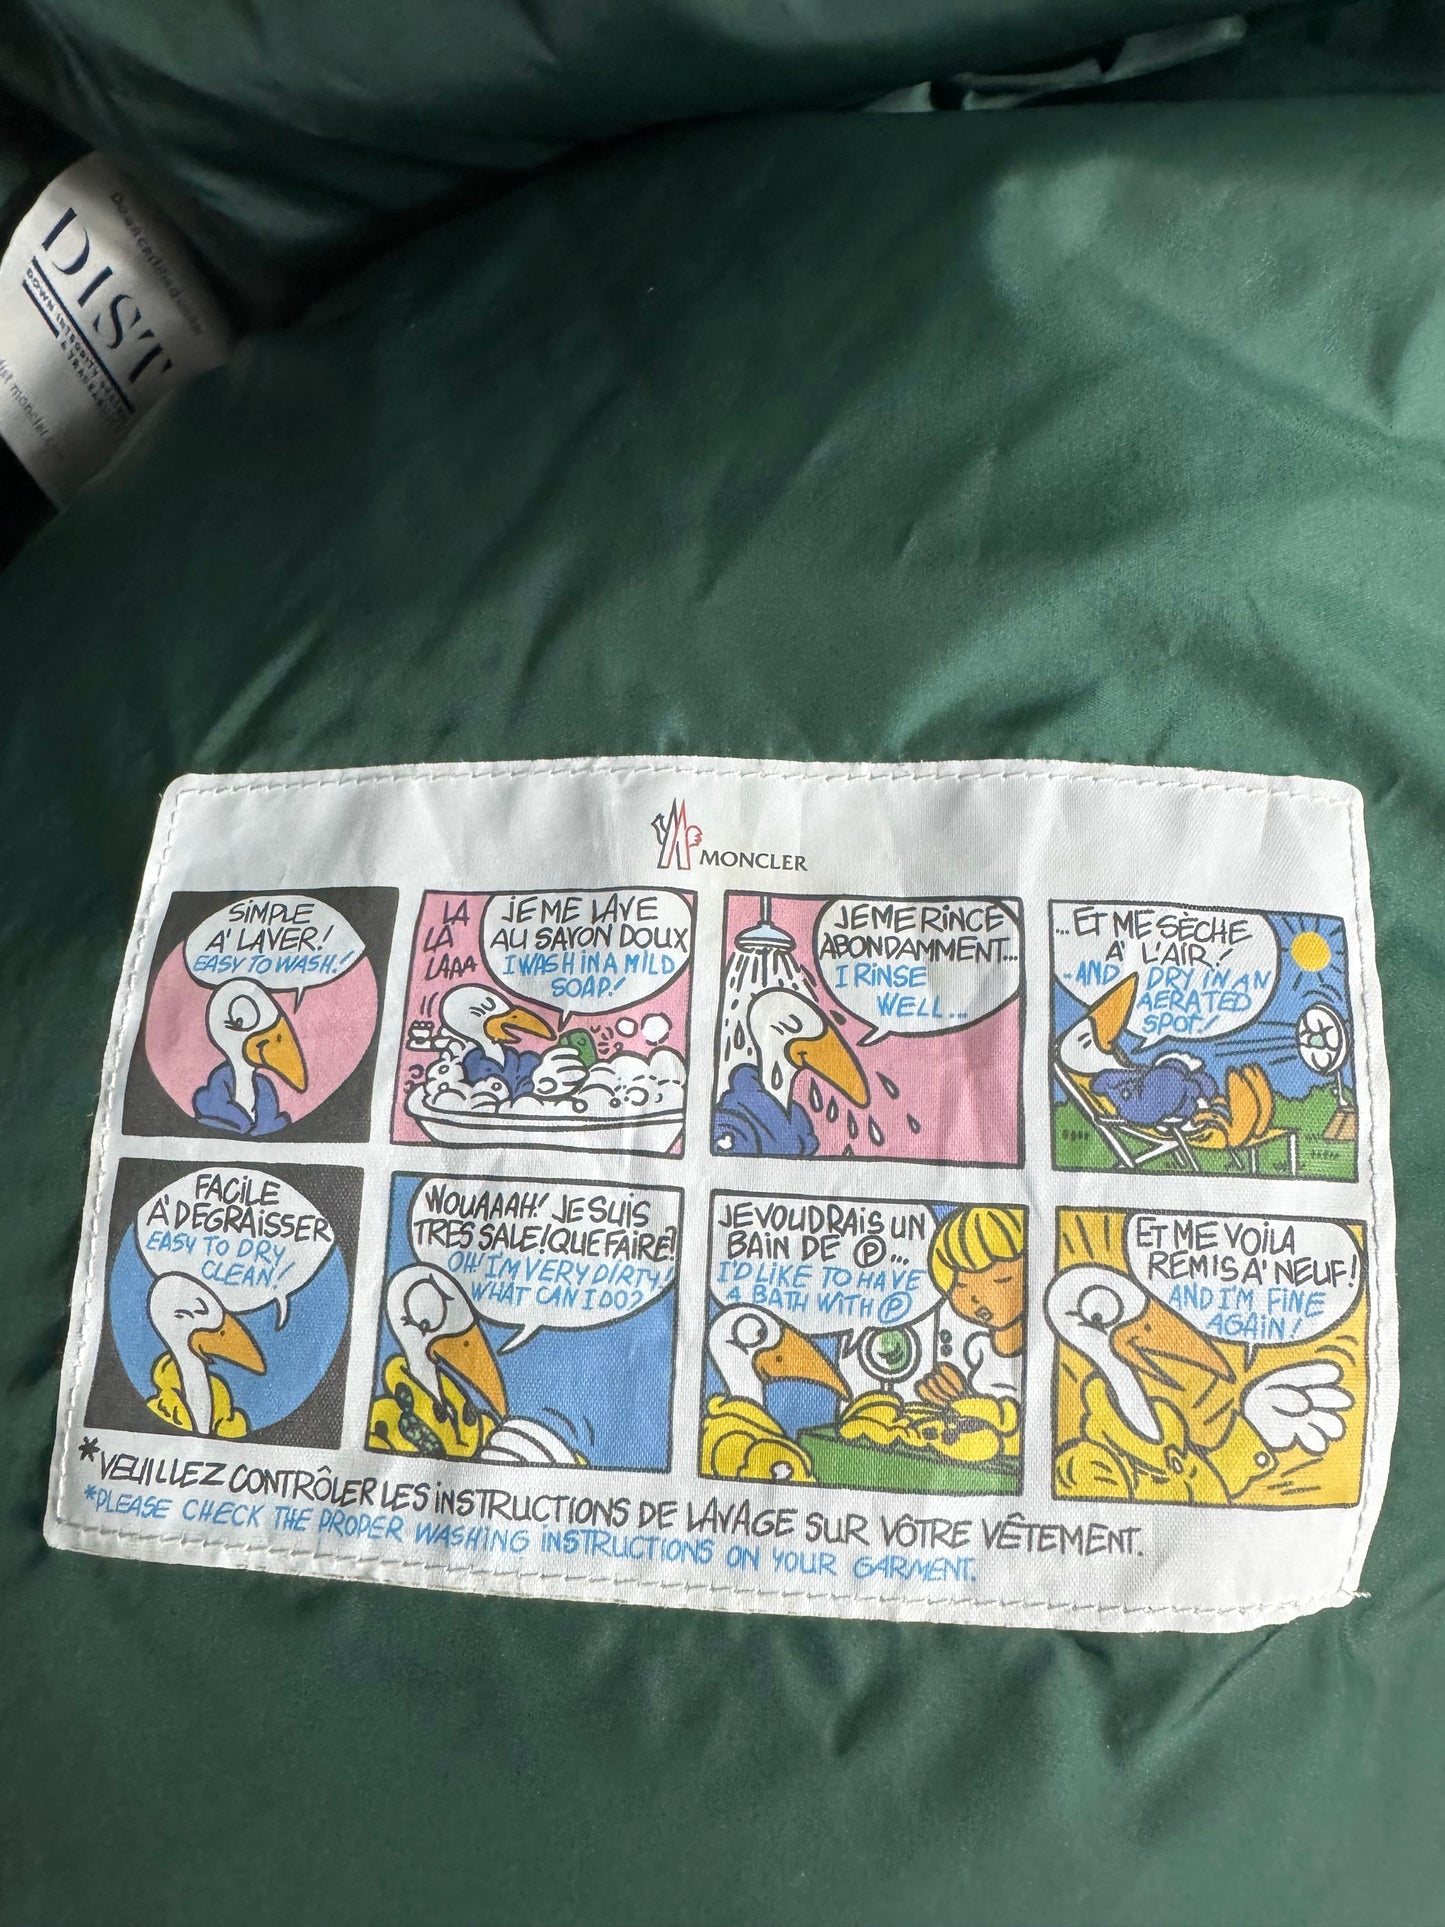 DIST
DOWN INTEGRITY SYSTEM
& TRACEABILITY
MONCLER
SiMPLE
A' LAVER!
EASY TO WASH!
LA
LA
LAAA
JE ME LAVE
AU SAVON DOUX
I WASH iN A MiLD
SOAP!
JE ME RiNCE
ABONDAMMENT...
I RiNSE
WELL...
...ET ME SÈCHE
A' L'AIR!
-AND DRY iN AN
AERATED
SPOT!
FACiLE
A' DEGRAiSSER
EASY TO DRY
CLEAN!
WOUAAAH! JE SUiS
TRES SALE! QUE FAiRE?
OH! I'M VERY DiRTY!
WHAT CAN I DO?
JE VOUDRAiS UN
BAiN DE Ⓟ...
I'D LiKE TO HAVE
A BATH WiTH Ⓟ
ET ME VOiLA
REMiS A' NEUF!
AND I'M FiNE
AGAiN!
*VEUiLLEZ CONTRÔLER LES iNSTRUCTiONS DE LAVAGE SUR VÔTRE VÊTEMENT.
*PLEASE CHECK THE PROPER WASHiNG iNSTRUCTiONS ON YOUR GARMENT.